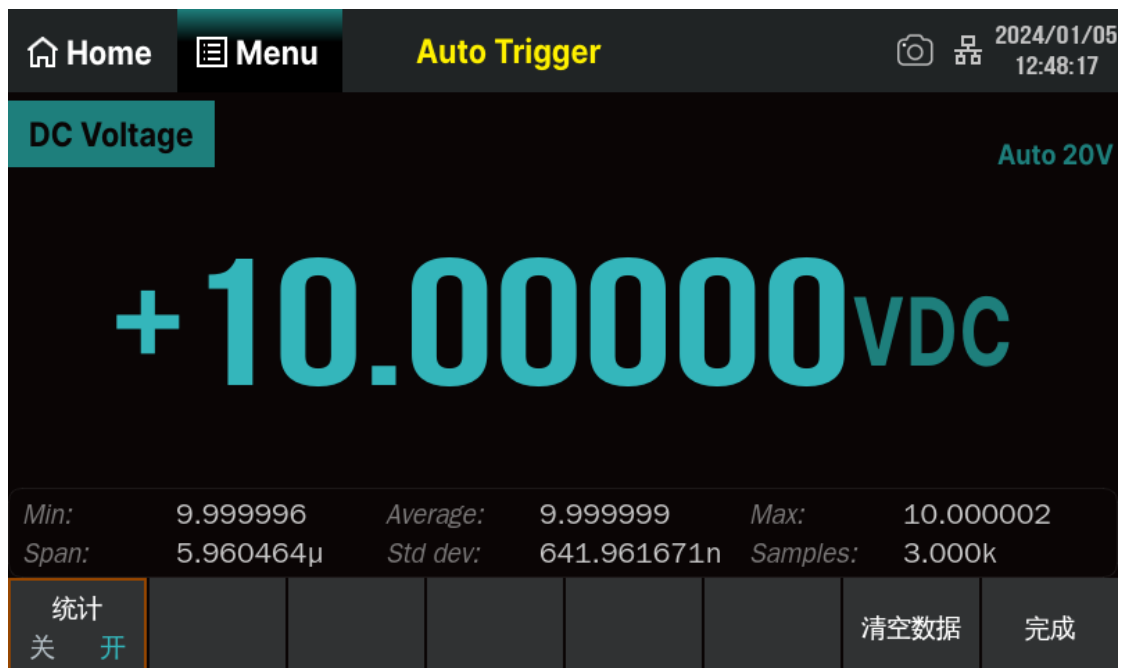 Home Menu Auto Trigger 2024/01/05
12:48:17
DC Voltage
Auto 20V
+10.00000VDC
Min: 9.999996 Average: 9.999999 Max: 10.000002
Span: 5.960464µ Std dev: 641.961671n Samples: 3.000k
统计
关 开
清空数据 完成